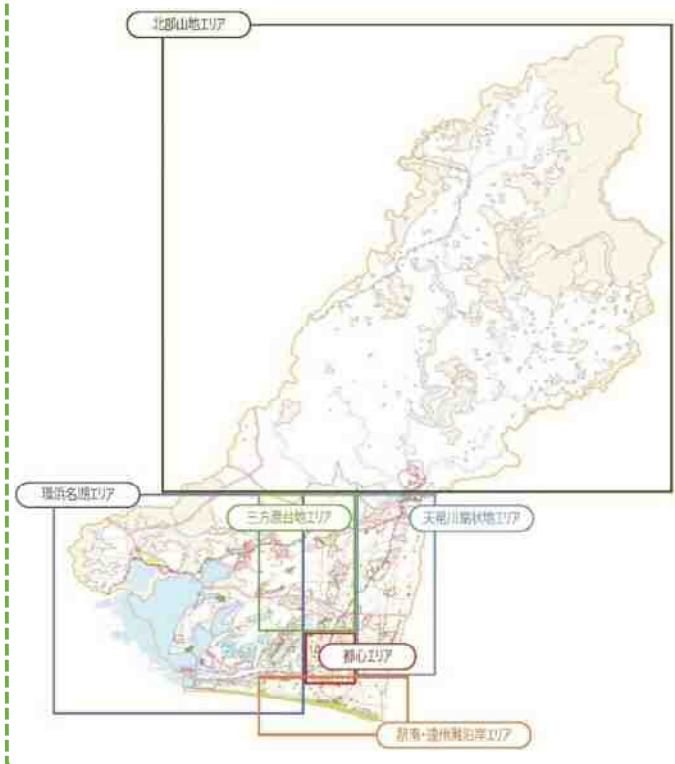 北部山地エリア
環浜名湖エリア
三方原台地エリア
天竜川扇状地エリア
都心エリア
駅南・遠州灘沿岸エリア